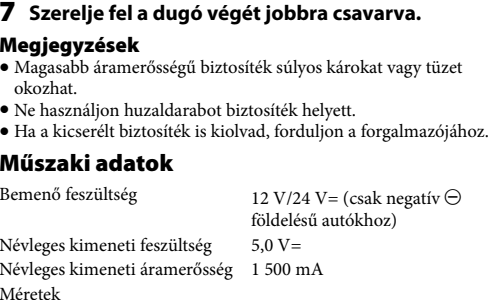 7 Szerelje fel a dugó végét jobbra csavarva.
Megjegyzések
• Magasabb áramerősségű biztosíték súlyos károkat vagy tüzet
okozhat.
• Ne használjon huzaldarabot biztosíték helyett.
• Ha a kicserélt biztosíték is kiolvad, forduljon a forgalmazójához.
Műszaki adatok
Bemenő feszültség 12 V/24 V= (csak negatív ⊖
földelésű autókhoz)
Névleges kimeneti feszültség 5,0 V=
Névleges kimeneti áramerősség 1 500 mA
Méretek